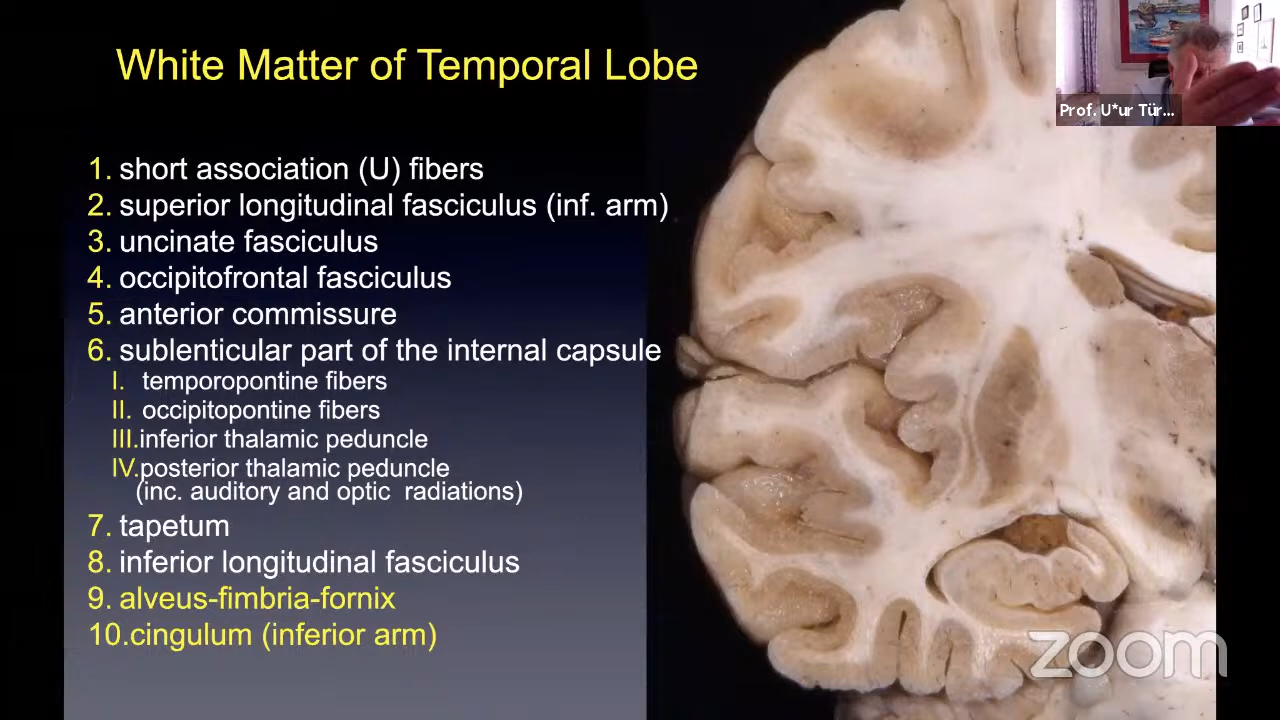 White Matter of Temporal Lobe
Prof. U*ur Tür...
1. short association (U) fibers
2. superior longitudinal fasciculus (inf. arm)
3. uncinate fasciculus
4. occipitofrontal fasciculus
5. anterior commissure
6. sublenticular part of the internal capsule
I. temporopontine fibers
II. occipitopontine fibers
III.inferior thalamic peduncle
IV.posterior thalamic peduncle
(inc. auditory and optic radiations)
7. tapetum
8. inferior longitudinal fasciculus
9. alveus-fimbria-fornix
10.cingulum (inferior arm)
zoom